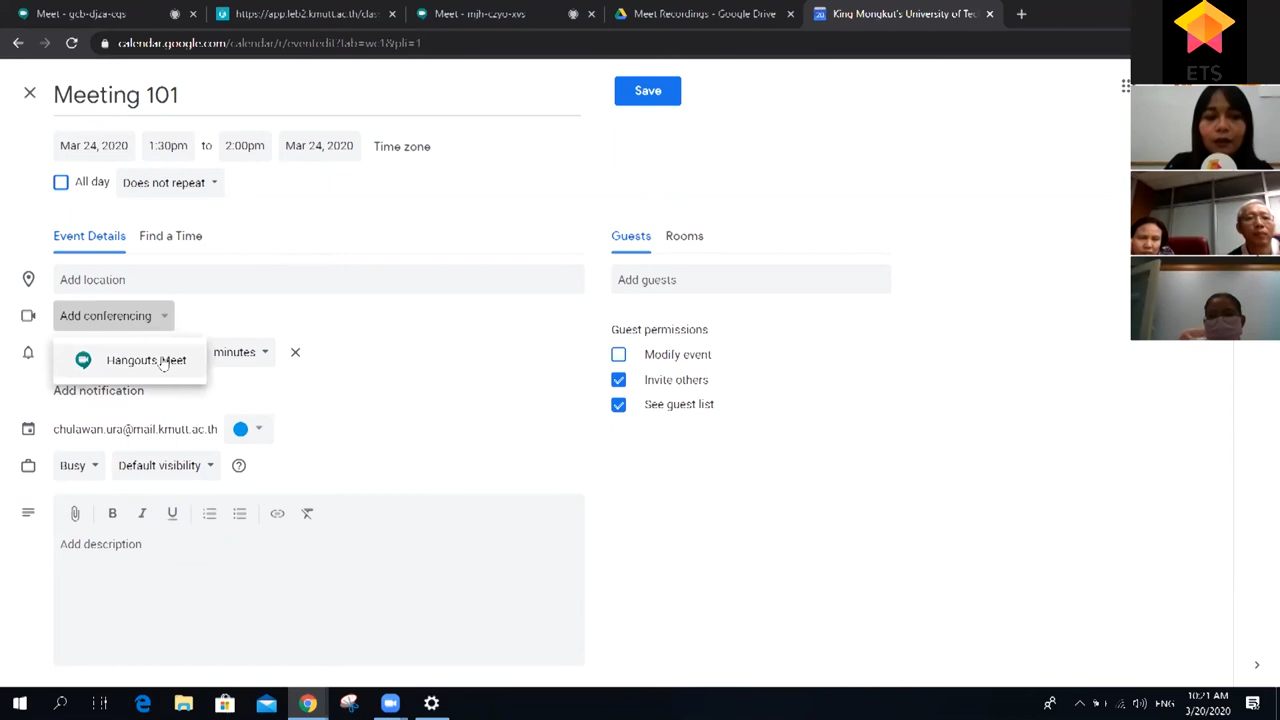 Meet - gcb-djza-cqs
https://app.leb2.kmutt.ac.th/clas
Meet - mjh-czyo-xvs
Meet Recordings - Google Drive
King Mongkut's University of Tec
calendar.google.com/calendar/r/eventedit?tab=wc1&pli=1
ETS
Meeting 101
Save
Mar 24, 2020 1:30pm to 2:00pm Mar 24, 2020 Time zone
All day Does not repeat
Event Details Find a Time
Guests Rooms
Add location
Add guests
Add conferencing
Guest permissions
Hangouts Meet
minutes
Modify event
Invite others
Add notification
See guest list
chulawan.ura@mail.kmutt.ac.th
Busy Default visibility
B I U
Add description
ENG
10:21 AM
3/20/2020